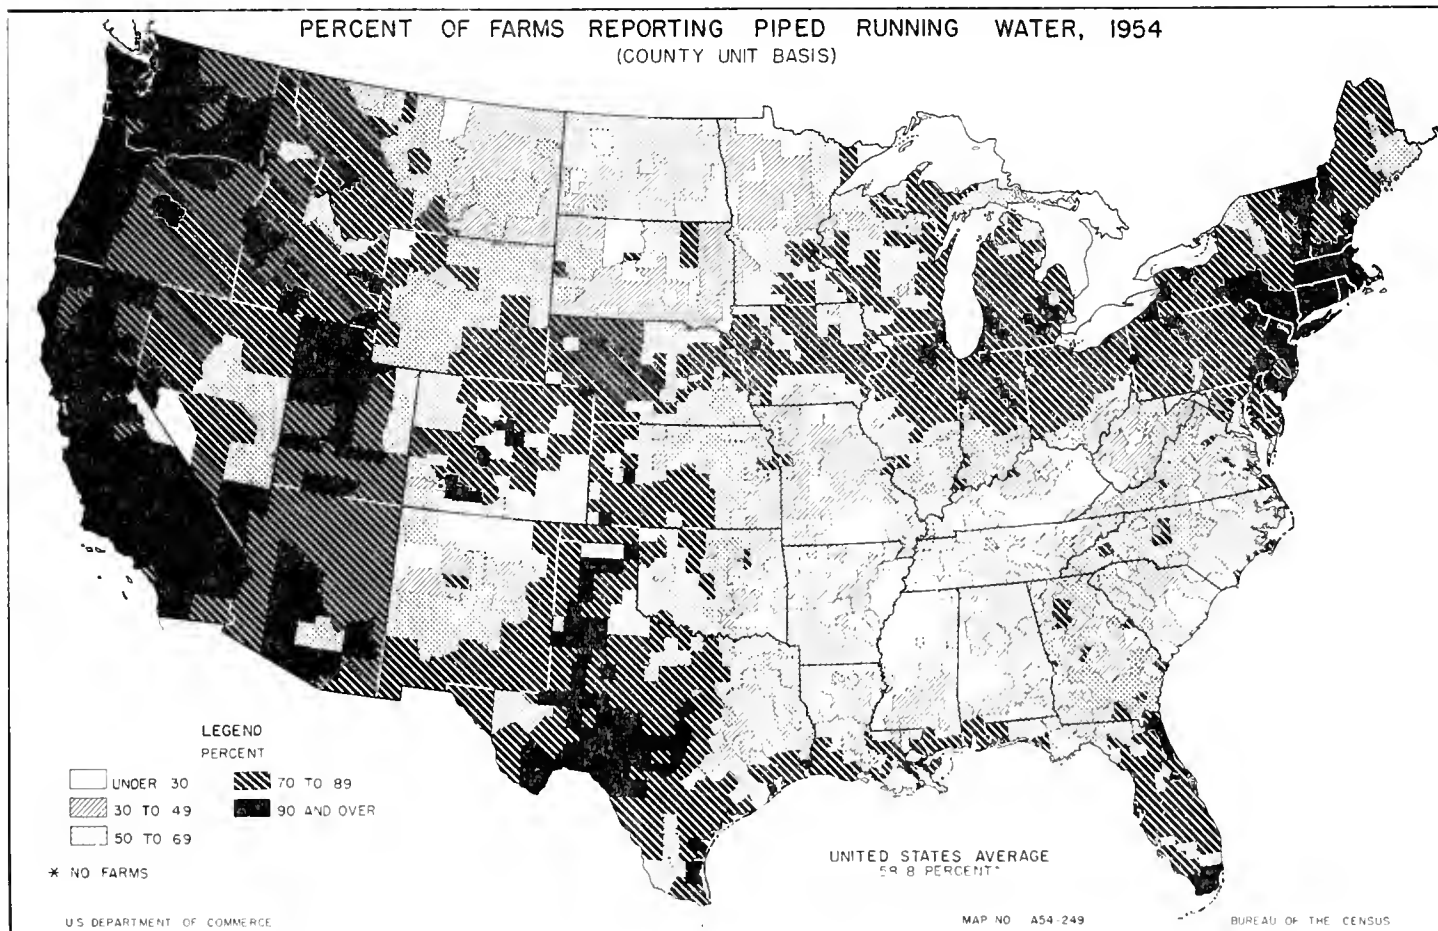 PERCENT OF FARMS REPORTING PIPED RUNNING WATER, 1954
(COUNTY UNIT BASIS)
LEGEND
PERCENT
UNDER 30
70 TO 89
30 TO 49
90 AND OVER
50 TO 69
* NO FARMS
UNITED STATES AVERAGE
58.8 PERCENT
U.S. DEPARTMENT OF COMMERCE
MAP NO. A54-249
BUREAU OF THE CENSUS